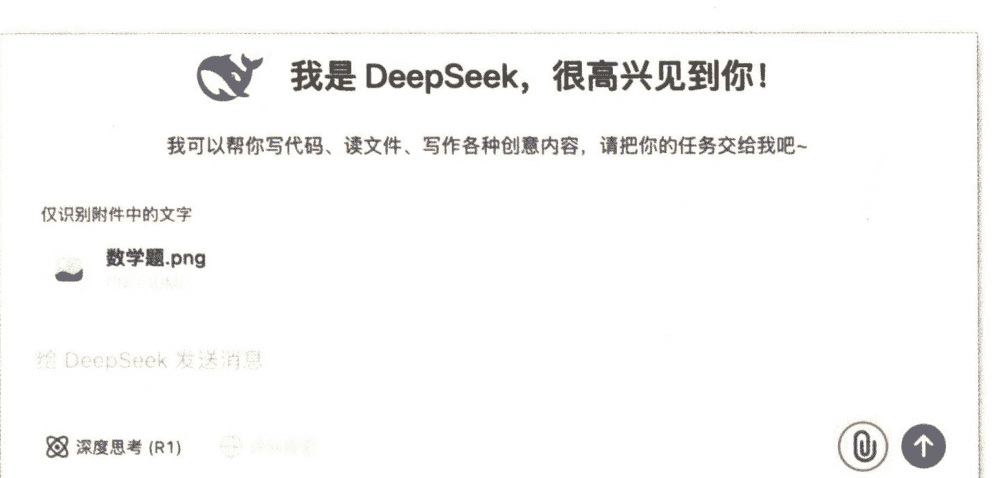 我是 DeepSeek，很高兴见到你！
我可以帮你写代码、读文件、写作各种创意内容，请把你的任务交给我吧~
仅识别附件中的文字
数学题.png
给 DeepSeek 发送消息
深度思考 (R1)